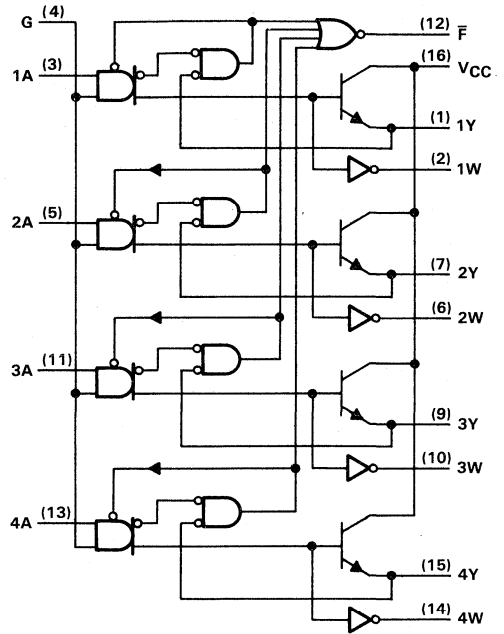 G (4)
(12) F̅
1A (3)
(16) VCC
(1) 1Y
(2) 1W
2A (5)
(7) 2Y
(6) 2W
3A (11)
(9) 3Y
(10) 3W
4A (13)
(15) 4Y
(14) 4W